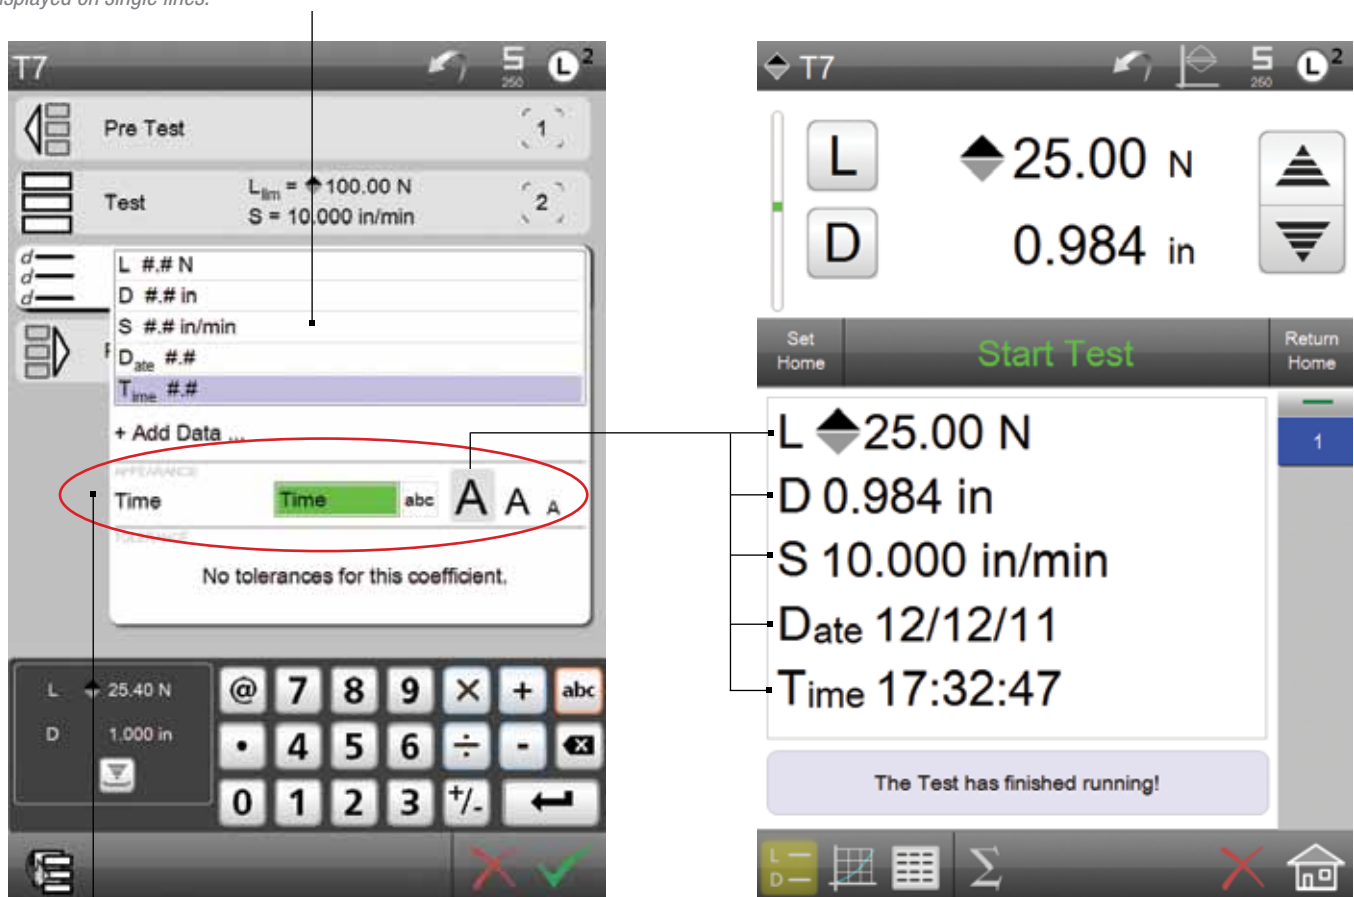 splayed on single lines.
T7
S
250
L 2
Pre Test
1
Test
Llim = 100.00 N
S = 10.000 in/min
2
d
d
d
L #.# N
D #.# in
S #.# in/min
Date #.#
Time #.#
+ Add Data ...
APPEARANCE
Time
Time
abc
A A A
TOLERANCE
No tolerances for this coefficient.
L 25.40 N
D 1.000 in
@ 7 8 9 × + abc
• 4 5 6 ÷ -
0 1 2 3 +/-
T7
S
250
L 2
L 25.00 N
D 0.984 in
Set Home
Start Test
Return Home
L 25.00 N
D 0.984 in
S 10.000 in/min
Date 12/12/11
Time 17:32:47
1
The Test has finished running!
L
D
Σ